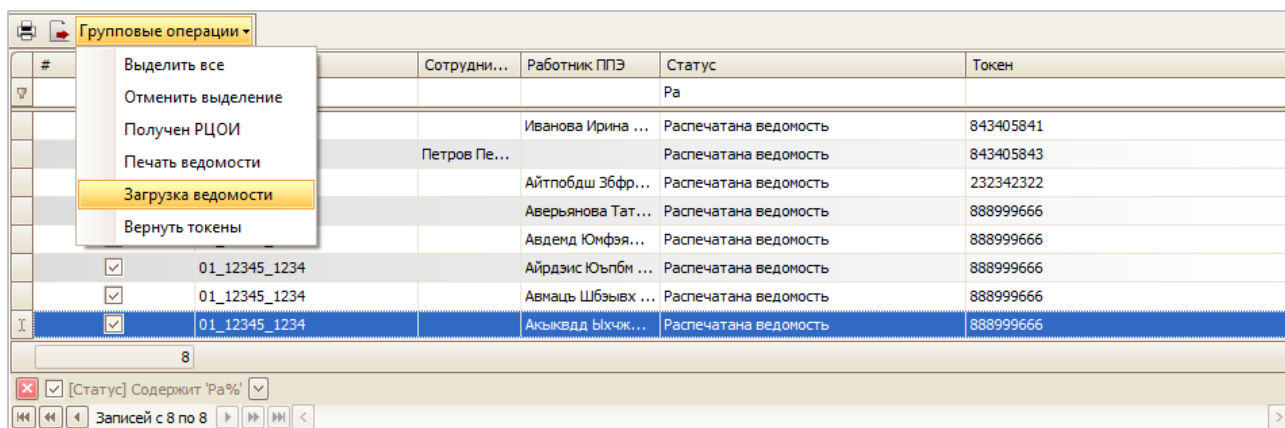 Групповые операции
# Сотрудни... Работник ППЭ Статус Токен
Выделить все
Отменить выделение
Получен РЦОИ
Печать ведомости
Загрузка ведомости
Вернуть токены
Ра
Иванова Ирина ... Распечатана ведомость 843405841
Петров Пе... Распечатана ведомость 843405843
Айтпобдш Збфр... Распечатана ведомость 232342322
Аверьянова Тат... Распечатана ведомость 888999666
Авдемд Юмфэя... Распечатана ведомость 888999666
01_12345_1234 Айрдэис Юъпбм ... Распечатана ведомость 888999666
01_12345_1234 Авмацъ Шбэывх ... Распечатана ведомость 888999666
01_12345_1234 Акыквдд Ыхчж... Распечатана ведомость 888999666
8
[Статус] Содержит 'Ра%'
Записей с 8 по 8